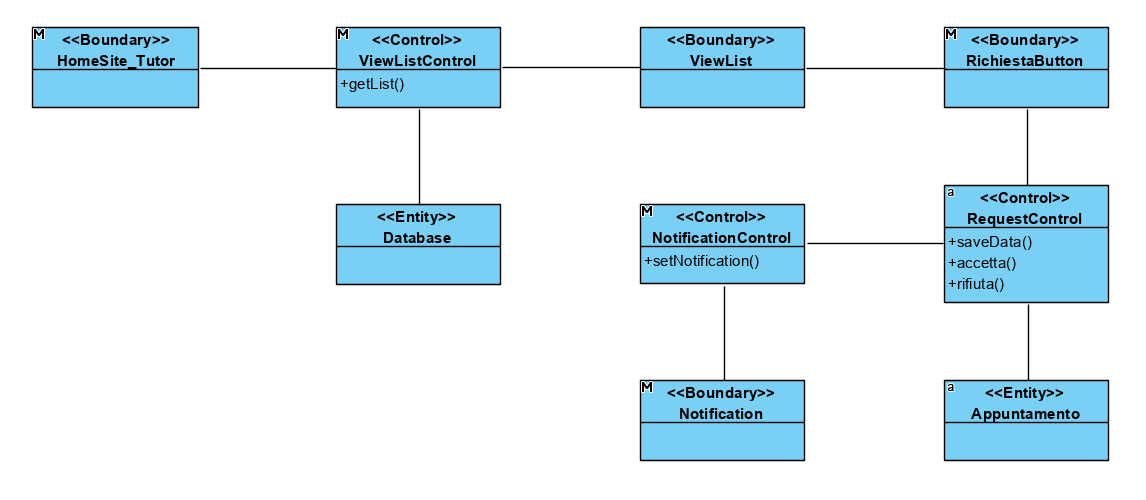 M
<<Boundary>>
HomeSite_Tutor
M
<<Control>>
ViewListControl
+getList()
<<Boundary>>
ViewList
M
<<Boundary>>
RichiestaButton
<<Entity>>
Database
M
<<Control>>
NotificationControl
+setNotification()
a
<<Control>>
RequestControl
+saveData()
+accetta()
+rifiuta()
M
<<Boundary>>
Notification
a
<<Entity>>
Appuntamento